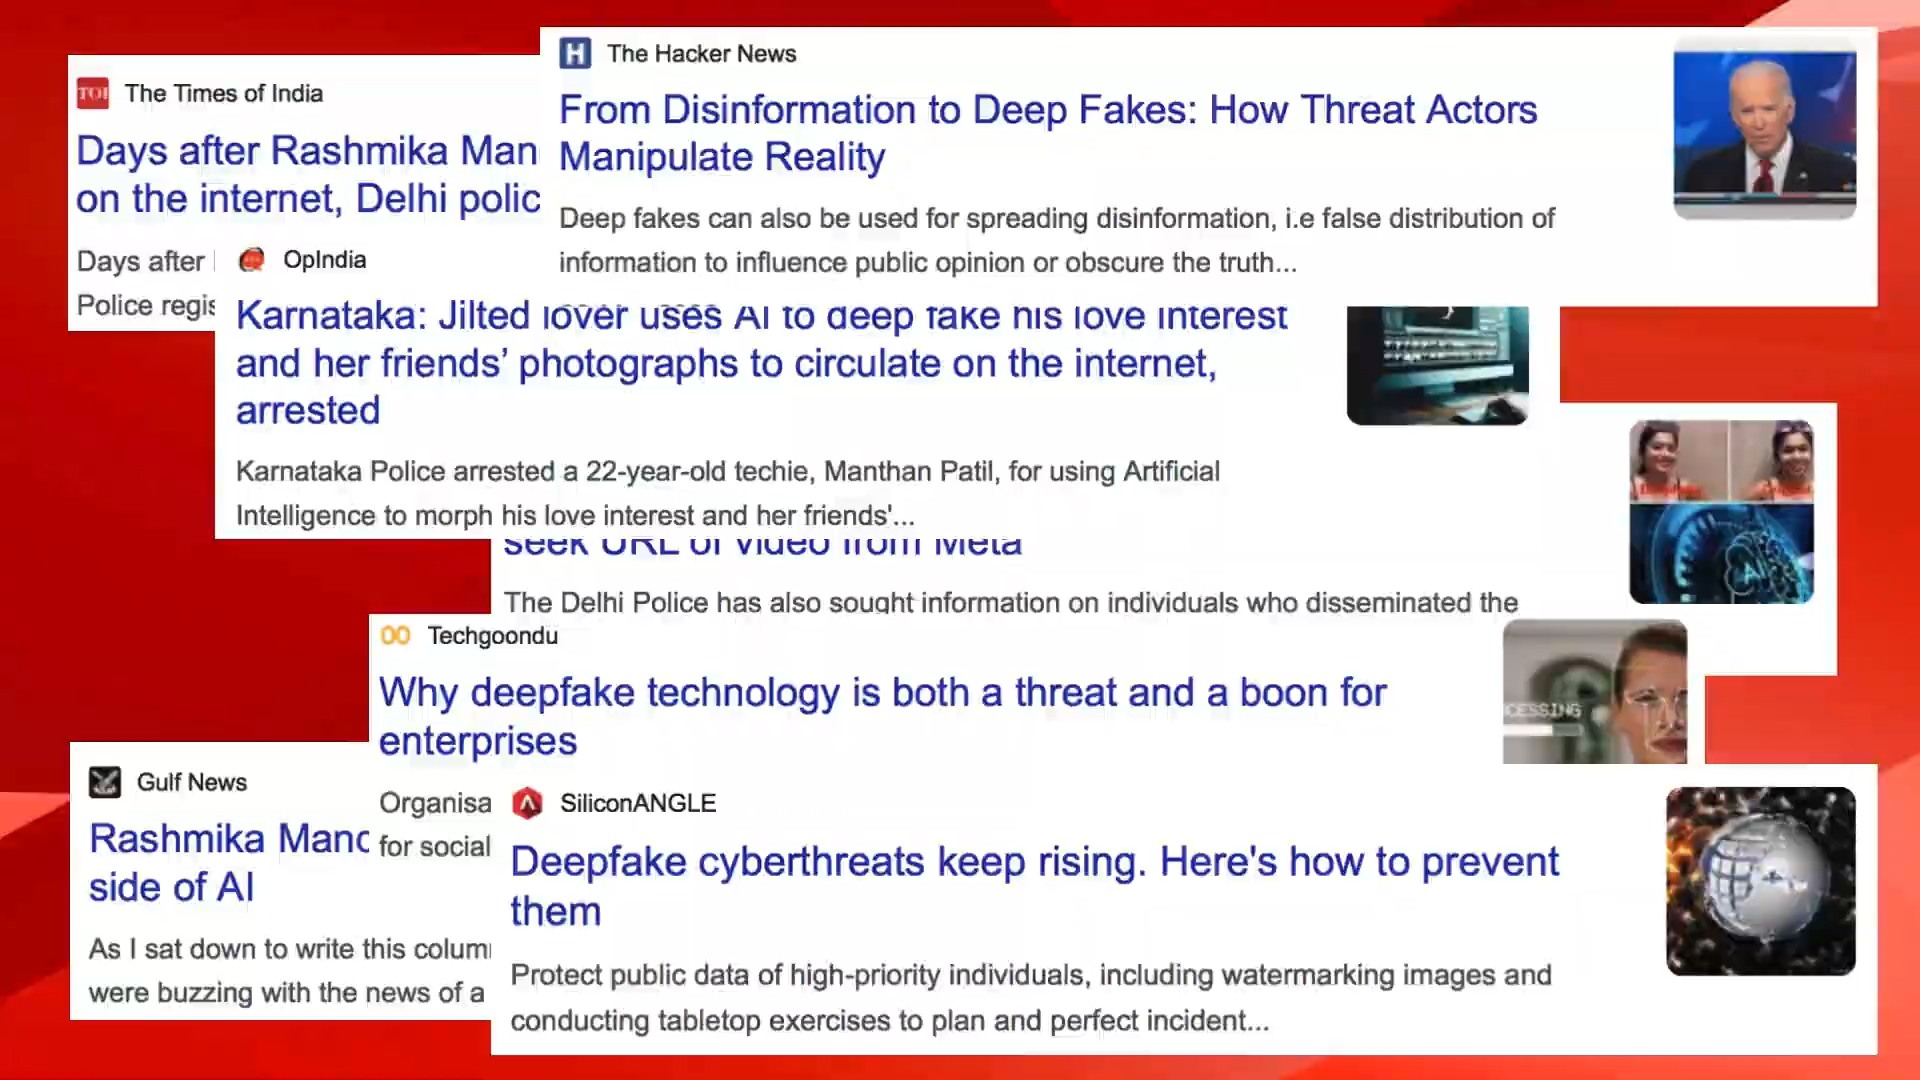 The Times of India
Days after Rashmika Man
on the internet, Delhi polic
Days after
Police regis
The Hacker News
From Disinformation to Deep Fakes: How Threat Actors
Manipulate Reality
Deep fakes can also be used for spreading disinformation, i.e false distribution of
information to influence public opinion or obscure the truth...
OpIndia
Karnataka: Jilted lover uses AI to deep fake his love interest
and her friends’ photographs to circulate on the internet,
arrested
Karnataka Police arrested a 22-year-old techie, Manthan Patil, for using Artificial
Intelligence to morph his love interest and her friends'...
seek URL of video from Meta
The Delhi Police has also sought information on individuals who disseminated the
Techgoondu
Why deepfake technology is both a threat and a boon for
enterprises
Organisa
for social
CESSING
Gulf News
Rashmika Mand
side of AI
As I sat down to write this colum
were buzzing with the news of a
SiliconANGLE
Deepfake cyberthreats keep rising. Here's how to prevent
them
Protect public data of high-priority individuals, including watermarking images and
conducting tabletop exercises to plan and perfect incident...